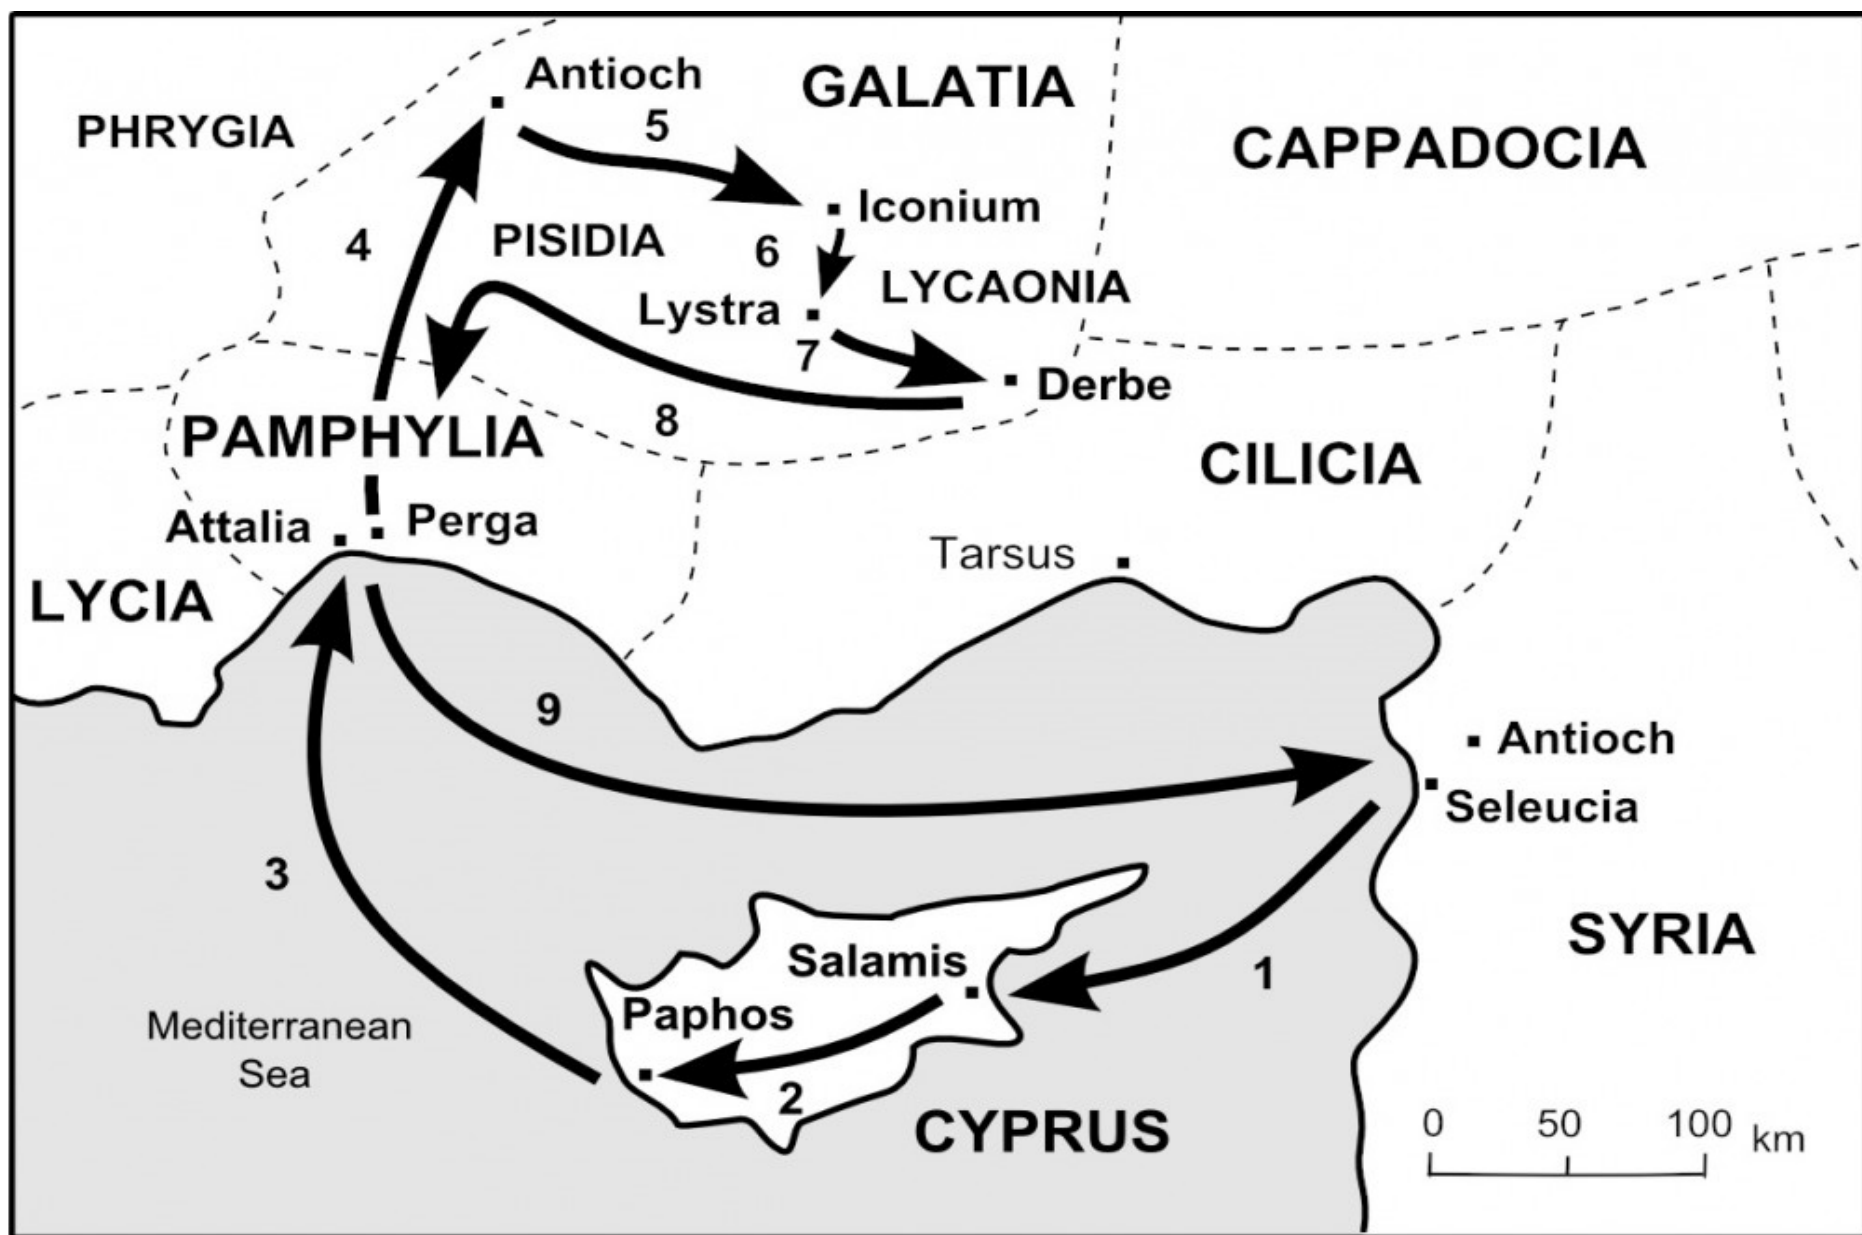 Antioch
GALATIA
PHRYGIA
5
CAPPADOCIA
Iconium
4
PISIDIA
6
LYCAONIA
Lystra
7
Derbe
8
PAMPHYLIA
CILICIA
Attalia
Perga
Tarsus
LYCIA
9
Antioch
Seleucia
3
SYRIA
Salamis
1
Paphos
Mediterranean
Sea
2
CYPRUS
0 50 100 km